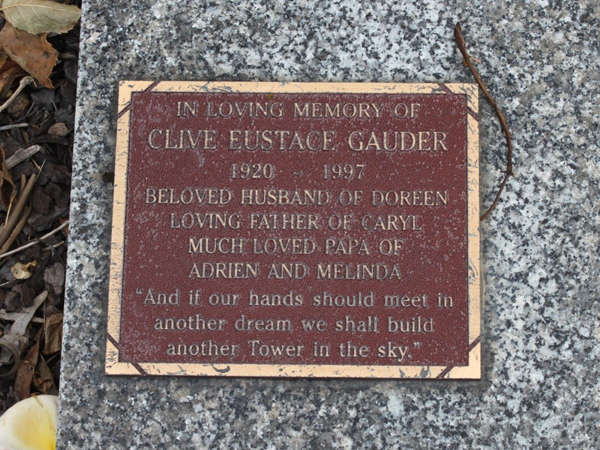 IN LOVING MEMORY OF
CLIVE EUSTACE GAUDER
1920 - 1997
BELOVED HUSBAND OF DOREEN
LOVING FATHER OF CARYL
MUCH LOVED PAPA OF
ADRIEN AND MELINDA
"And if our hands should meet in
another dream we shall build
another Tower in the sky."